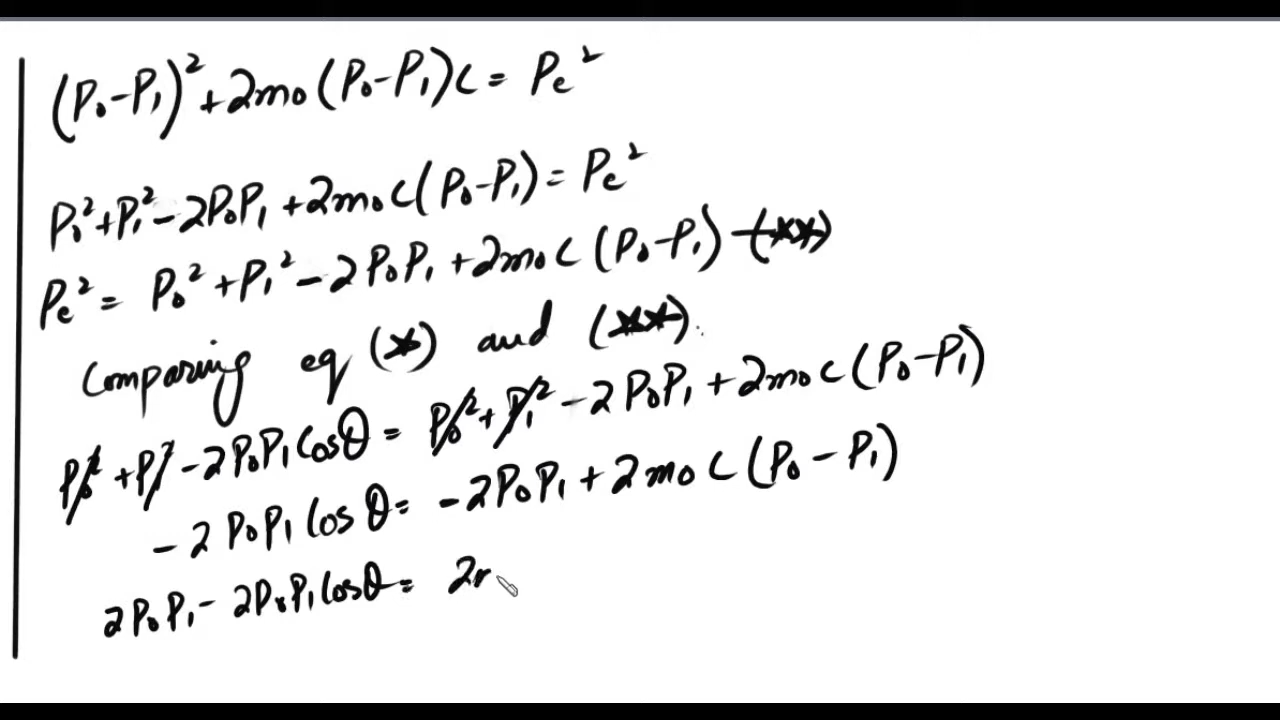 (P₀-P₁)²+2m₀(P₀-P₁)c = Pe²
P₀²+P₁²-2P₀P₁+2m₀c(P₀-P₁)=Pe²
Pe² = P₀²+P₁²-2P₀P₁+2m₀c(P₀-P₁) -(**)
Comparing eq (*) and (**).
P₀²+P₁²-2P₀P₁cosθ = P₀²+P₁²-2P₀P₁+2m₀c(P₀-P₁)
-2P₀P₁cosθ = -2P₀P₁+2m₀c(P₀-P₁)
2P₀P₁-2P₀P₁cosθ = 2